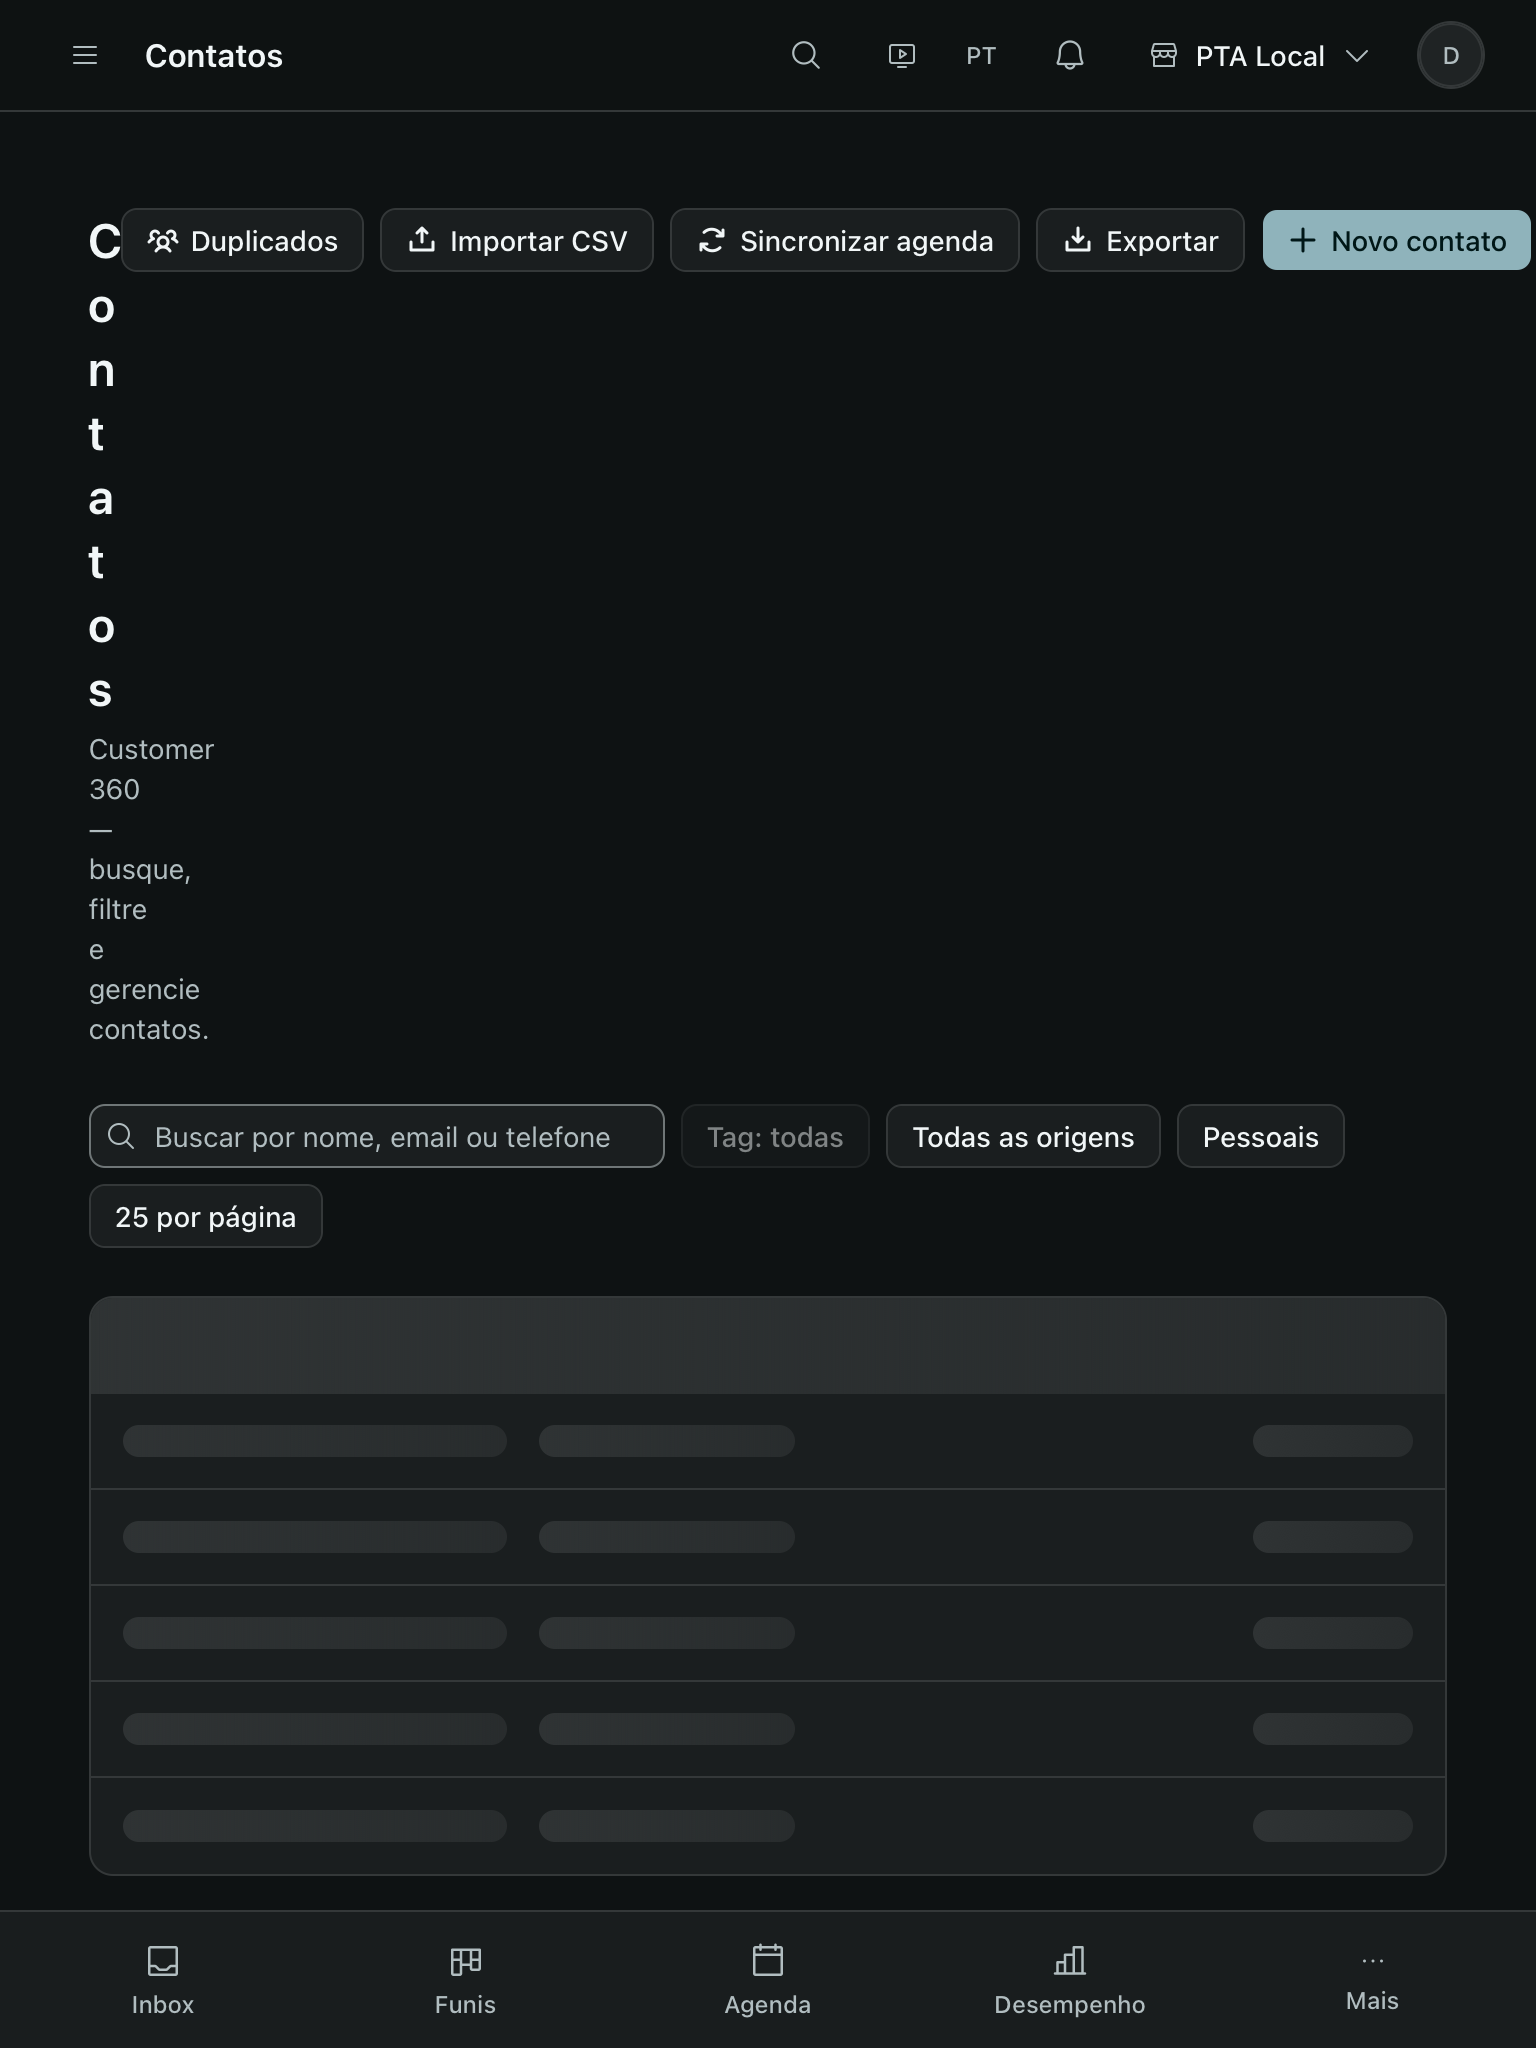 Contatos
PT
PTA Local
D
Contatos
Duplicados
Importar CSV
Sincronizar agenda
Exportar
Novo contato
Customer
360
—
busque,
filtre
e
gerencie
contatos.
Buscar por nome, email ou telefone
Tag: todas
Todas as origens
Pessoais
25 por página
Inbox
Funis
Agenda
Desempenho
Mais